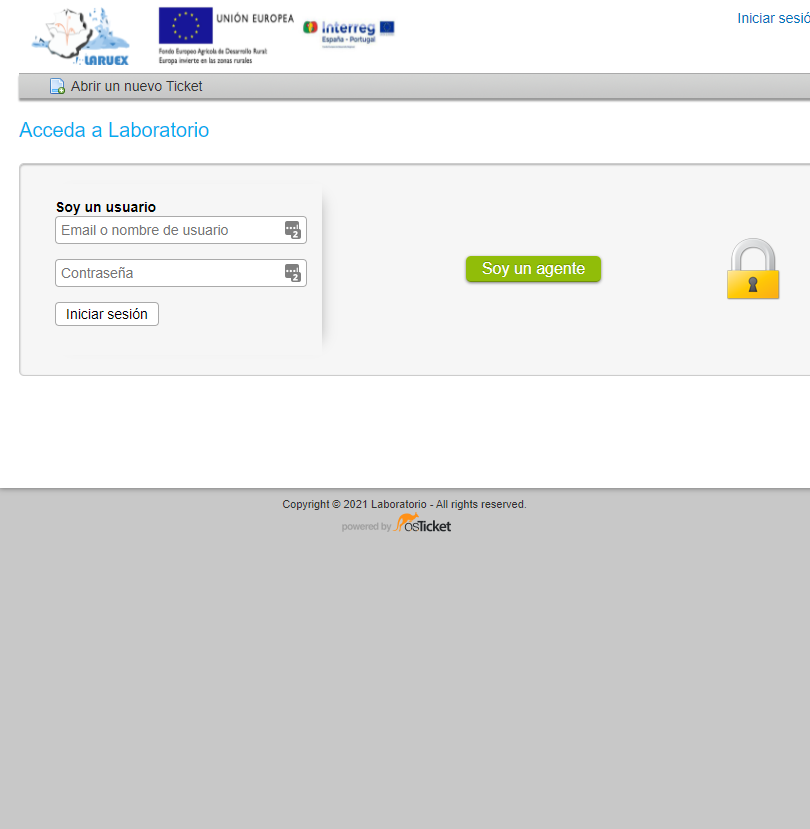 LARUEX
UNIÓN EUROPEA
Fondo Europeo Agrícola de Desarrollo Rural
Europa invierte en las zonas rurales
Interreg
España - Portugal
Iniciar sesió
Abrir un nuevo Ticket
Acceda a Laboratorio
Soy un usuario
Email o nombre de usuario
Contraseña
Iniciar sesión
Soy un agente
Copyright © 2021 Laboratorio - All rights reserved.
powered by osTicket